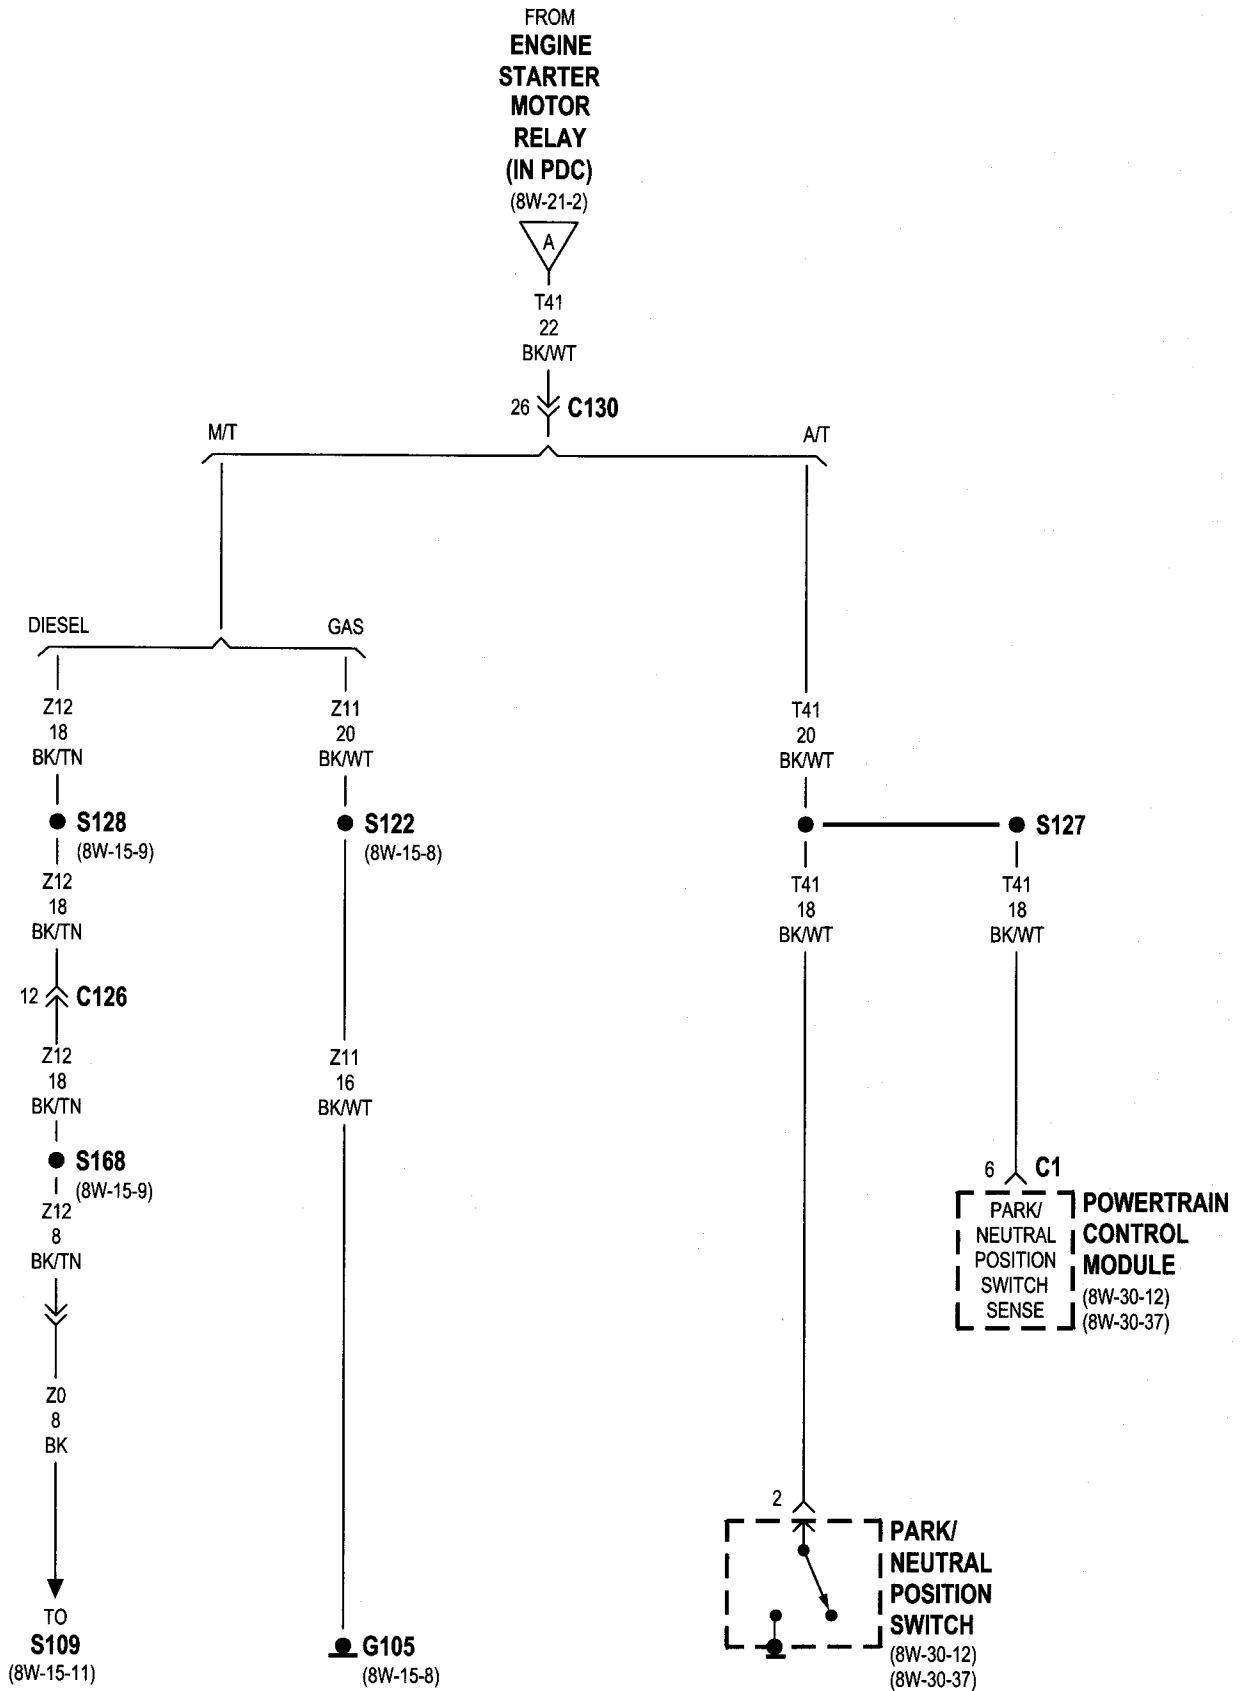 FROM
ENGINE
STARTER
MOTOR
RELAY
(IN PDC)
(8W-21-2)
A
T41
22
BK/WT
26 C130
M/T
A/T
DIESEL
GAS
Z12
18
BK/TN
S128
(8W-15-9)
Z12
18
BK/TN
12 C126
Z12
18
BK/TN
S168
(8W-15-9)
Z12
8
BK/TN
Z0
8
BK
TO
S109
(8W-15-11)
Z11
20
BK/WT
S122
(8W-15-8)
Z11
16
BK/WT
G105
(8W-15-8)
T41
20
BK/WT
S127
T41
18
BK/WT
2
PARK/
NEUTRAL
POSITION
SWITCH
(8W-30-12)
(8W-30-37)
T41
18
BK/WT
6 C1
PARK/
NEUTRAL
POSITION
SWITCH
SENSE
POWERTRAIN
CONTROL
MODULE
(8W-30-12)
(8W-30-37)